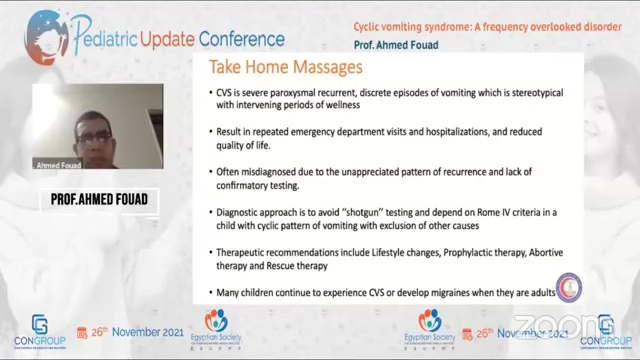 Pediatric Update Conference
Cyclic vomiting syndrome: A frequency overlooked disorder
Prof. Ahmed Fouad
Take Home Massages
• CVS is severe paroxysmal recurrent, discrete episodes of vomiting which is stereotypical
with intervening periods of wellness
• Result in repeated emergency department visits and hospitalizations, and reduced
quality of life.
• Often misdiagnosed due to the unappreciated pattern of recurrence and lack of
confirmatory testing.
• Diagnostic approach is to avoid "shotgun" testing and depend on Rome IV criteria in a
child with cyclic pattern of vomiting with exclusion of other causes
• Therapeutic recommendations include Lifestyle changes, Prophylactic therapy, Abortive
therapy and Rescue therapy
• Many children continue to experience CVS or develop migraines when they are adults
Ahmed Fouad
PROF.AHMED FOUAD
zoom
CONGROUP
26th November 2021
Egyptian Society
26th November 2021
Egyptian Society
CONGROUP